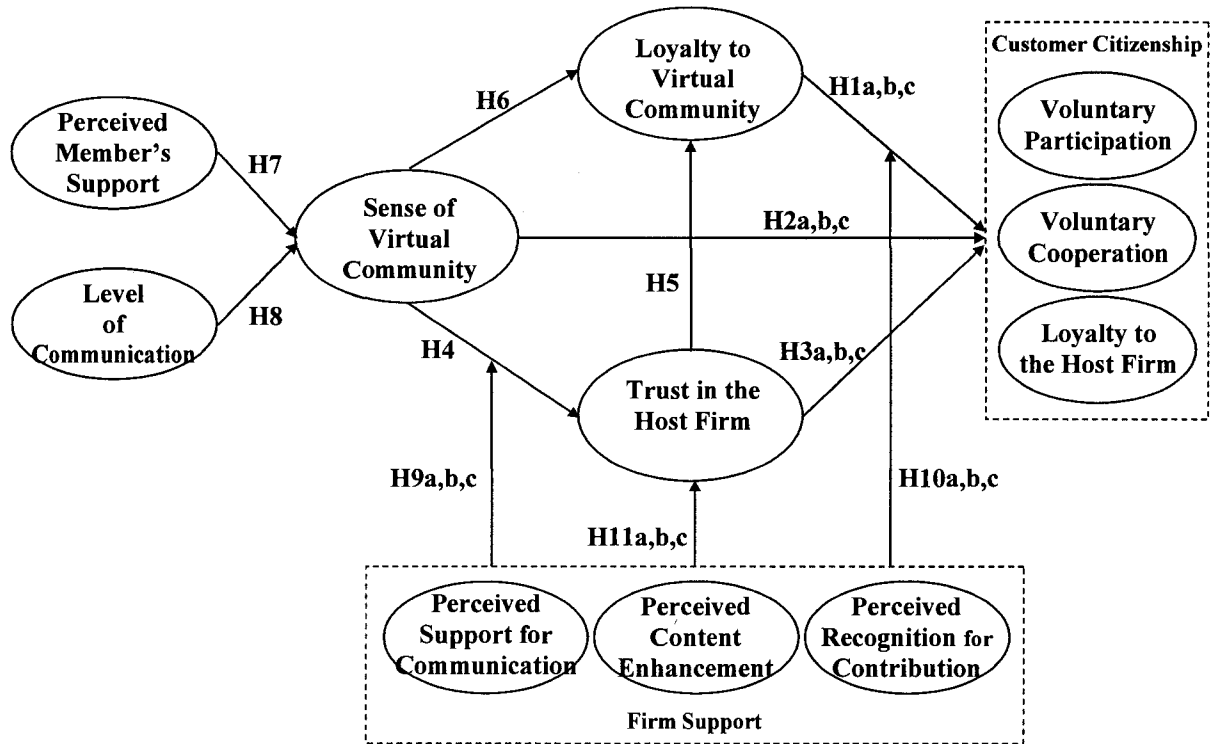 Perceived
Member's
Support
Level
of
Communication
H7
H8
Sense of
Virtual
Community
H6
H4
Loyalty to
Virtual
Community
H5
Trust in the
Host Firm
H1a,b,c
H2a,b,c
H3a,b,c
Customer Citizenship
Voluntary
Participation
Voluntary
Cooperation
Loyalty to
the Host Firm
H9a,b,c
H11a,b,c
H10a,b,c
Perceived
Support for
Communication
Perceived
Content
Enhancement
Perceived
Recognition for
Contribution
Firm Support